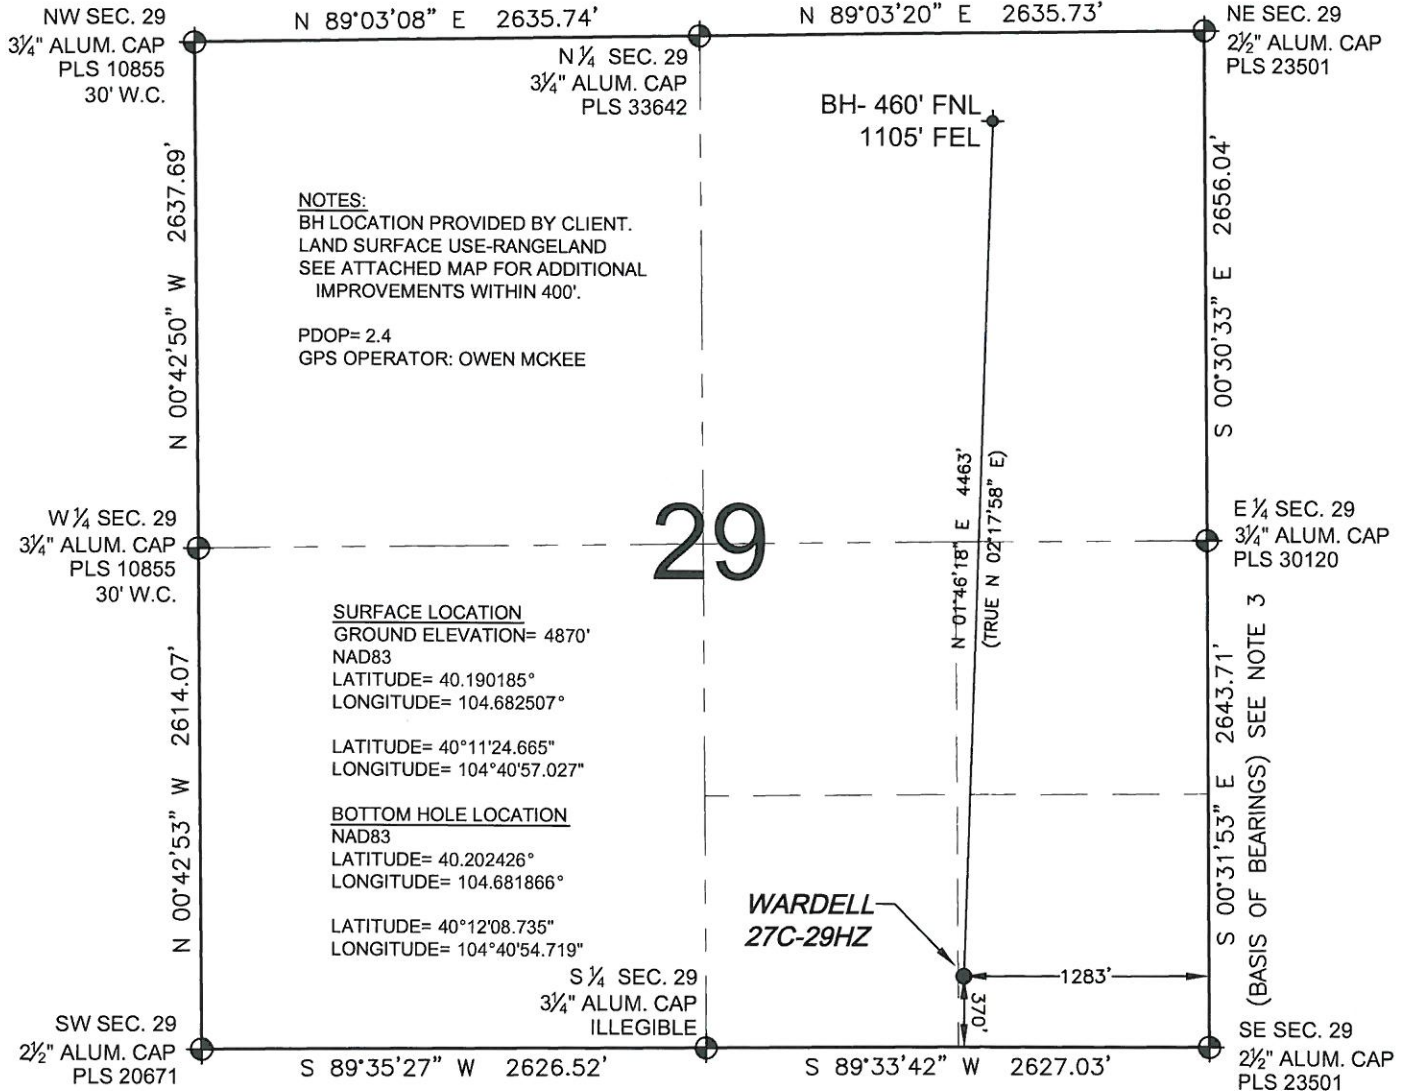 NW SEC. 29
3¼" ALUM. CAP
PLS 10855
30' W.C.
N 89°03'08" E 2635.74'
N ¼ SEC. 29
3¼" ALUM. CAP
PLS 33642
N 89°03'20" E 2635.73'
NE SEC. 29
2½" ALUM. CAP
PLS 23501
BH- 460' FNL
1105' FEL
N 00°42'50" W 2637.69'
NOTES:
BH LOCATION PROVIDED BY CLIENT.
LAND SURFACE USE-RANGELAND
SEE ATTACHED MAP FOR ADDITIONAL
IMPROVEMENTS WITHIN 400'.
PDOP= 2.4
GPS OPERATOR: OWEN MCKEE
S 00°30'33" E 2656.04'
W ¼ SEC. 29
3¼" ALUM. CAP
PLS 10855
30' W.C.
29
N 01°46'18" E 4463'
(TRUE N 02°17'58" E)
E ¼ SEC. 29
3¼" ALUM. CAP
PLS 30120
N 00°42'53" W 2614.07'
SURFACE LOCATION
GROUND ELEVATION= 4870'
NAD83
LATITUDE= 40.190185°
LONGITUDE= 104.682507°
LATITUDE= 40°11'24.665"
LONGITUDE= 104°40'57.027"
BOTTOM HOLE LOCATION
NAD83
LATITUDE= 40.202426°
LONGITUDE= 104.681866°
LATITUDE= 40°12'08.735"
LONGITUDE= 104°40'54.719"
S 00°31'53" E 2643.71'
(BASIS OF BEARINGS) SEE NOTE 3
WARDELL
27C-29HZ
1283'
370'
SW SEC. 29
2½" ALUM. CAP
PLS 20671
S 89°35'27" W 2626.52'
S ¼ SEC. 29
3¼" ALUM. CAP
ILLEGIBLE
S 89°33'42" W 2627.03'
SE SEC. 29
2½" ALUM. CAP
PLS 23501